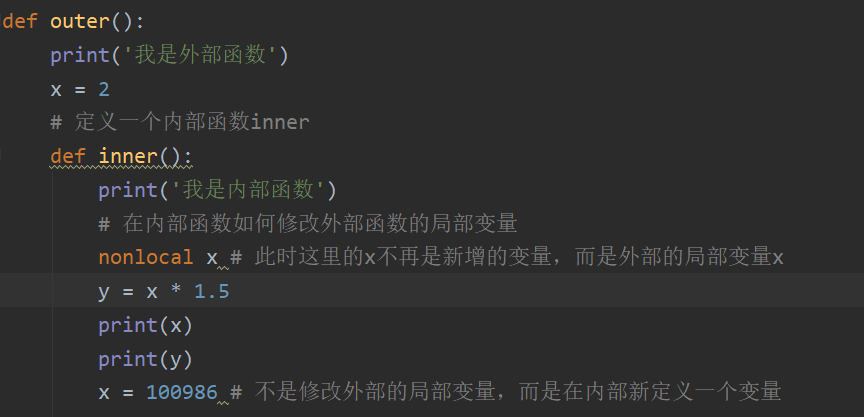 def outer():
    print('我是外部函数')
    x = 2
    # 定义一个内部函数inner
    def inner():
        print('我是内部函数')
        # 在内部函数如何修改外部函数的局部变量
        nonlocal x # 此时这里的x不再是新增的变量，而是外部的局部变量x
        y = x * 1.5
        print(x)
        print(y)
        x = 100986 # 不是修改外部的局部变量，而是在内部新定义一个变量